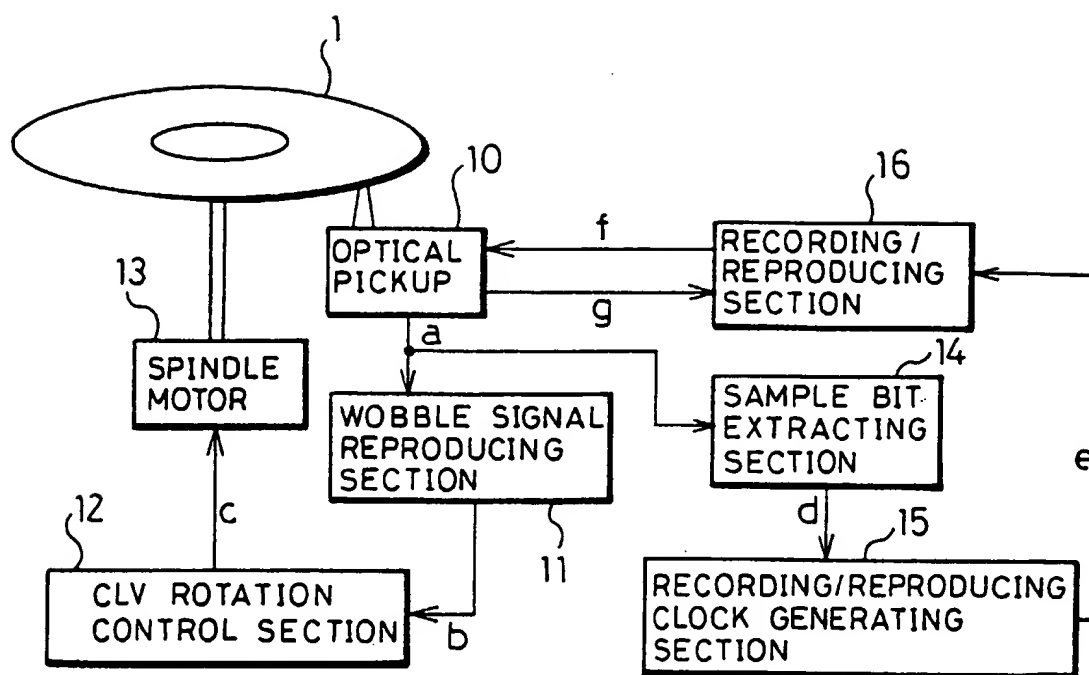 1
10
OPTICAL
PICKUP
f
g
a
16
RECORDING/
REPRODUCING
SECTION
13
SPINDLE
MOTOR
14
SAMPLE BIT
EXTRACTING
SECTION
WOBBLE SIGNAL
REPRODUCING
SECTION
11
e
c
d
12
CLV ROTATION
CONTROL SECTION
b
15
RECORDING/REPRODUCING
CLOCK GENERATING
SECTION